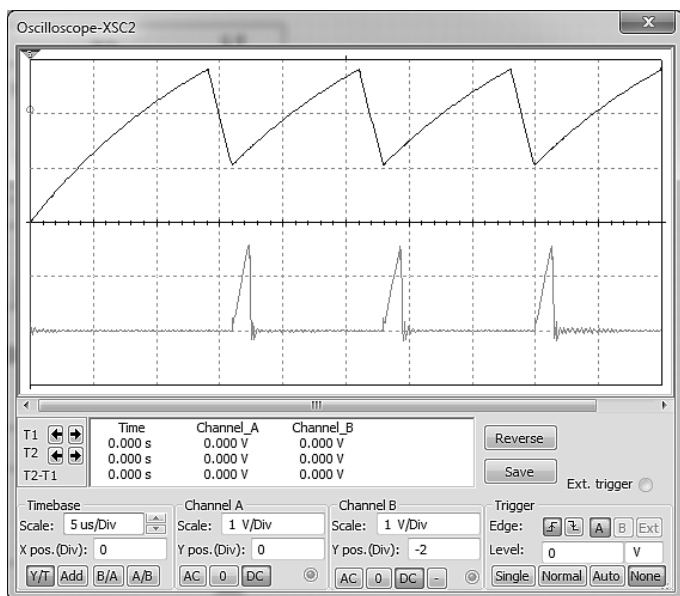 Oscilloscope-XSC2
x
Time Channel_A Channel_B
T1 0.000 s 0.000 V 0.000 V
T2 0.000 s 0.000 V 0.000 V
T2-T1 0.000 s 0.000 V 0.000 V
Reverse
Save
Ext. trigger
Timebase
Scale: 5 us/Div
X pos.(Div): 0
Y/T Add B/A A/B
Channel A
Scale: 1 V/Div
Y pos.(Div): 0
AC 0 DC
Channel B
Scale: 1 V/Div
Y pos.(Div): -2
AC 0 DC -
Trigger
Edge: A B Ext
Level: 0 V
Single Normal Auto None